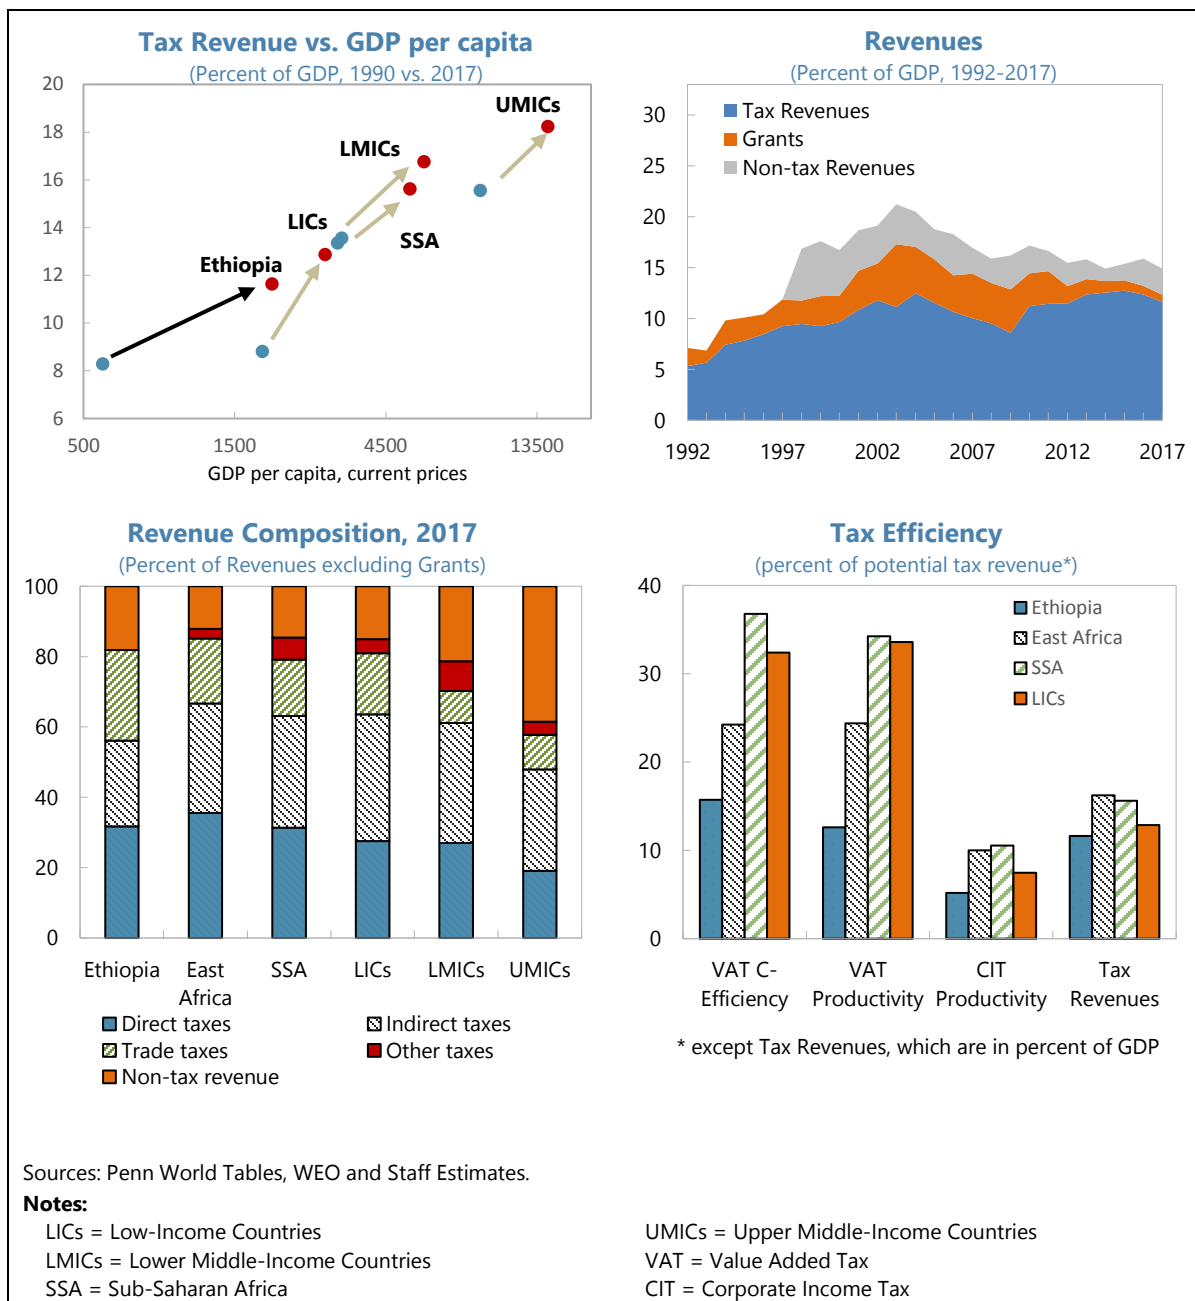 Tax Revenue vs. GDP per capita
(Percent of GDP, 1990 vs. 2017)
20
18
16
14
12
10
8
6
UMICs
LMICs
LICs
SSA
Ethiopia
500
1500
4500
13500
GDP per capita, current prices
Revenues
(Percent of GDP, 1992-2017)
30
25
20
15
10
5
0
Tax Revenues
Grants
Non-tax Revenues
1992
1997
2002
2007
2012
2017
Revenue Composition, 2017
(Percent of Revenues excluding Grants)
100
80
60
40
20
0
Ethiopia
East
Africa
SSA
LICs
LMICs
UMICs
Direct taxes
Indirect taxes
Trade taxes
Other taxes
Non-tax revenue
Tax Efficiency
(percent of potential tax revenue*)
40
30
20
10
0
Ethiopia
East Africa
SSA
LICs
VAT C-
Efficiency
VAT
Productivity
CIT
Productivity
Tax
Revenues
* except Tax Revenues, which are in percent of GDP
Sources: Penn World Tables, WEO and Staff Estimates.
Notes:
LICs = Low-Income Countries
LMICs = Lower Middle-Income Countries
SSA = Sub-Saharan Africa
UMICs = Upper Middle-Income Countries
VAT = Value Added Tax
CIT = Corporate Income Tax